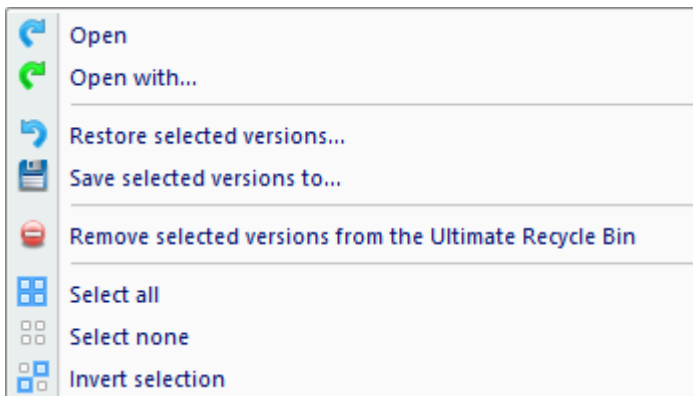 Open
Open with...
Restore selected versions...
Save selected versions to...
Remove selected versions from the Ultimate Recycle Bin
Select all
Select none
Invert selection